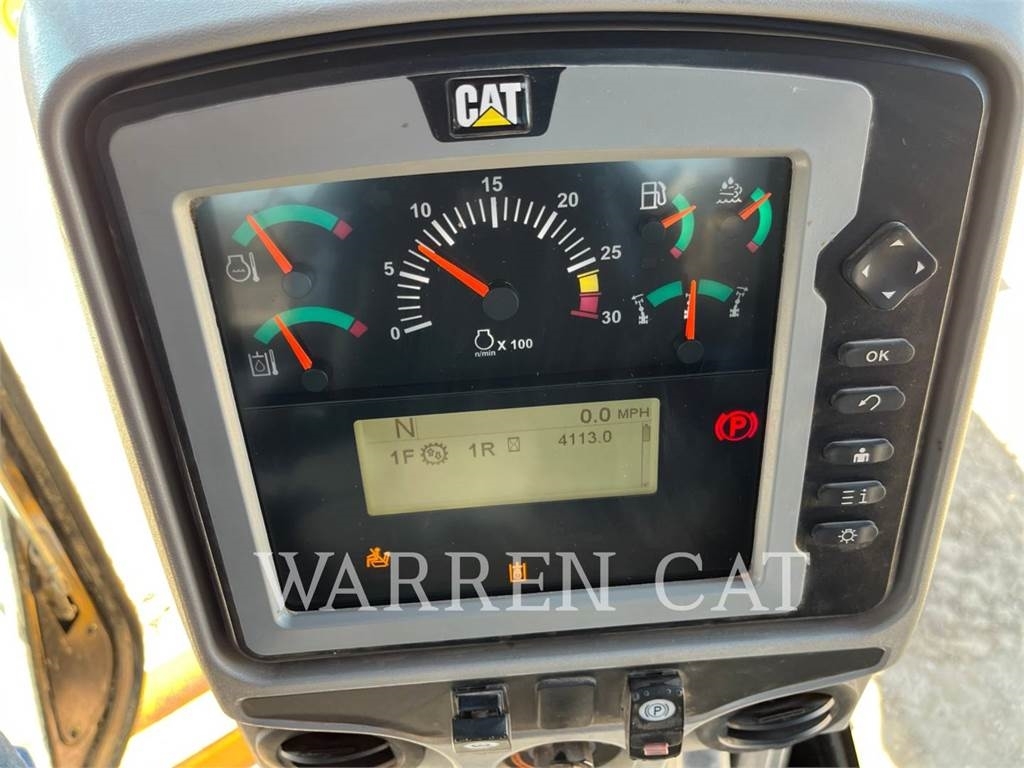 CAT
0 5 10 15 20 25 30
n/min X 100
N 0.0 MPH
1F 1R 4113.0
P
OK
i
WARREN CAT
P